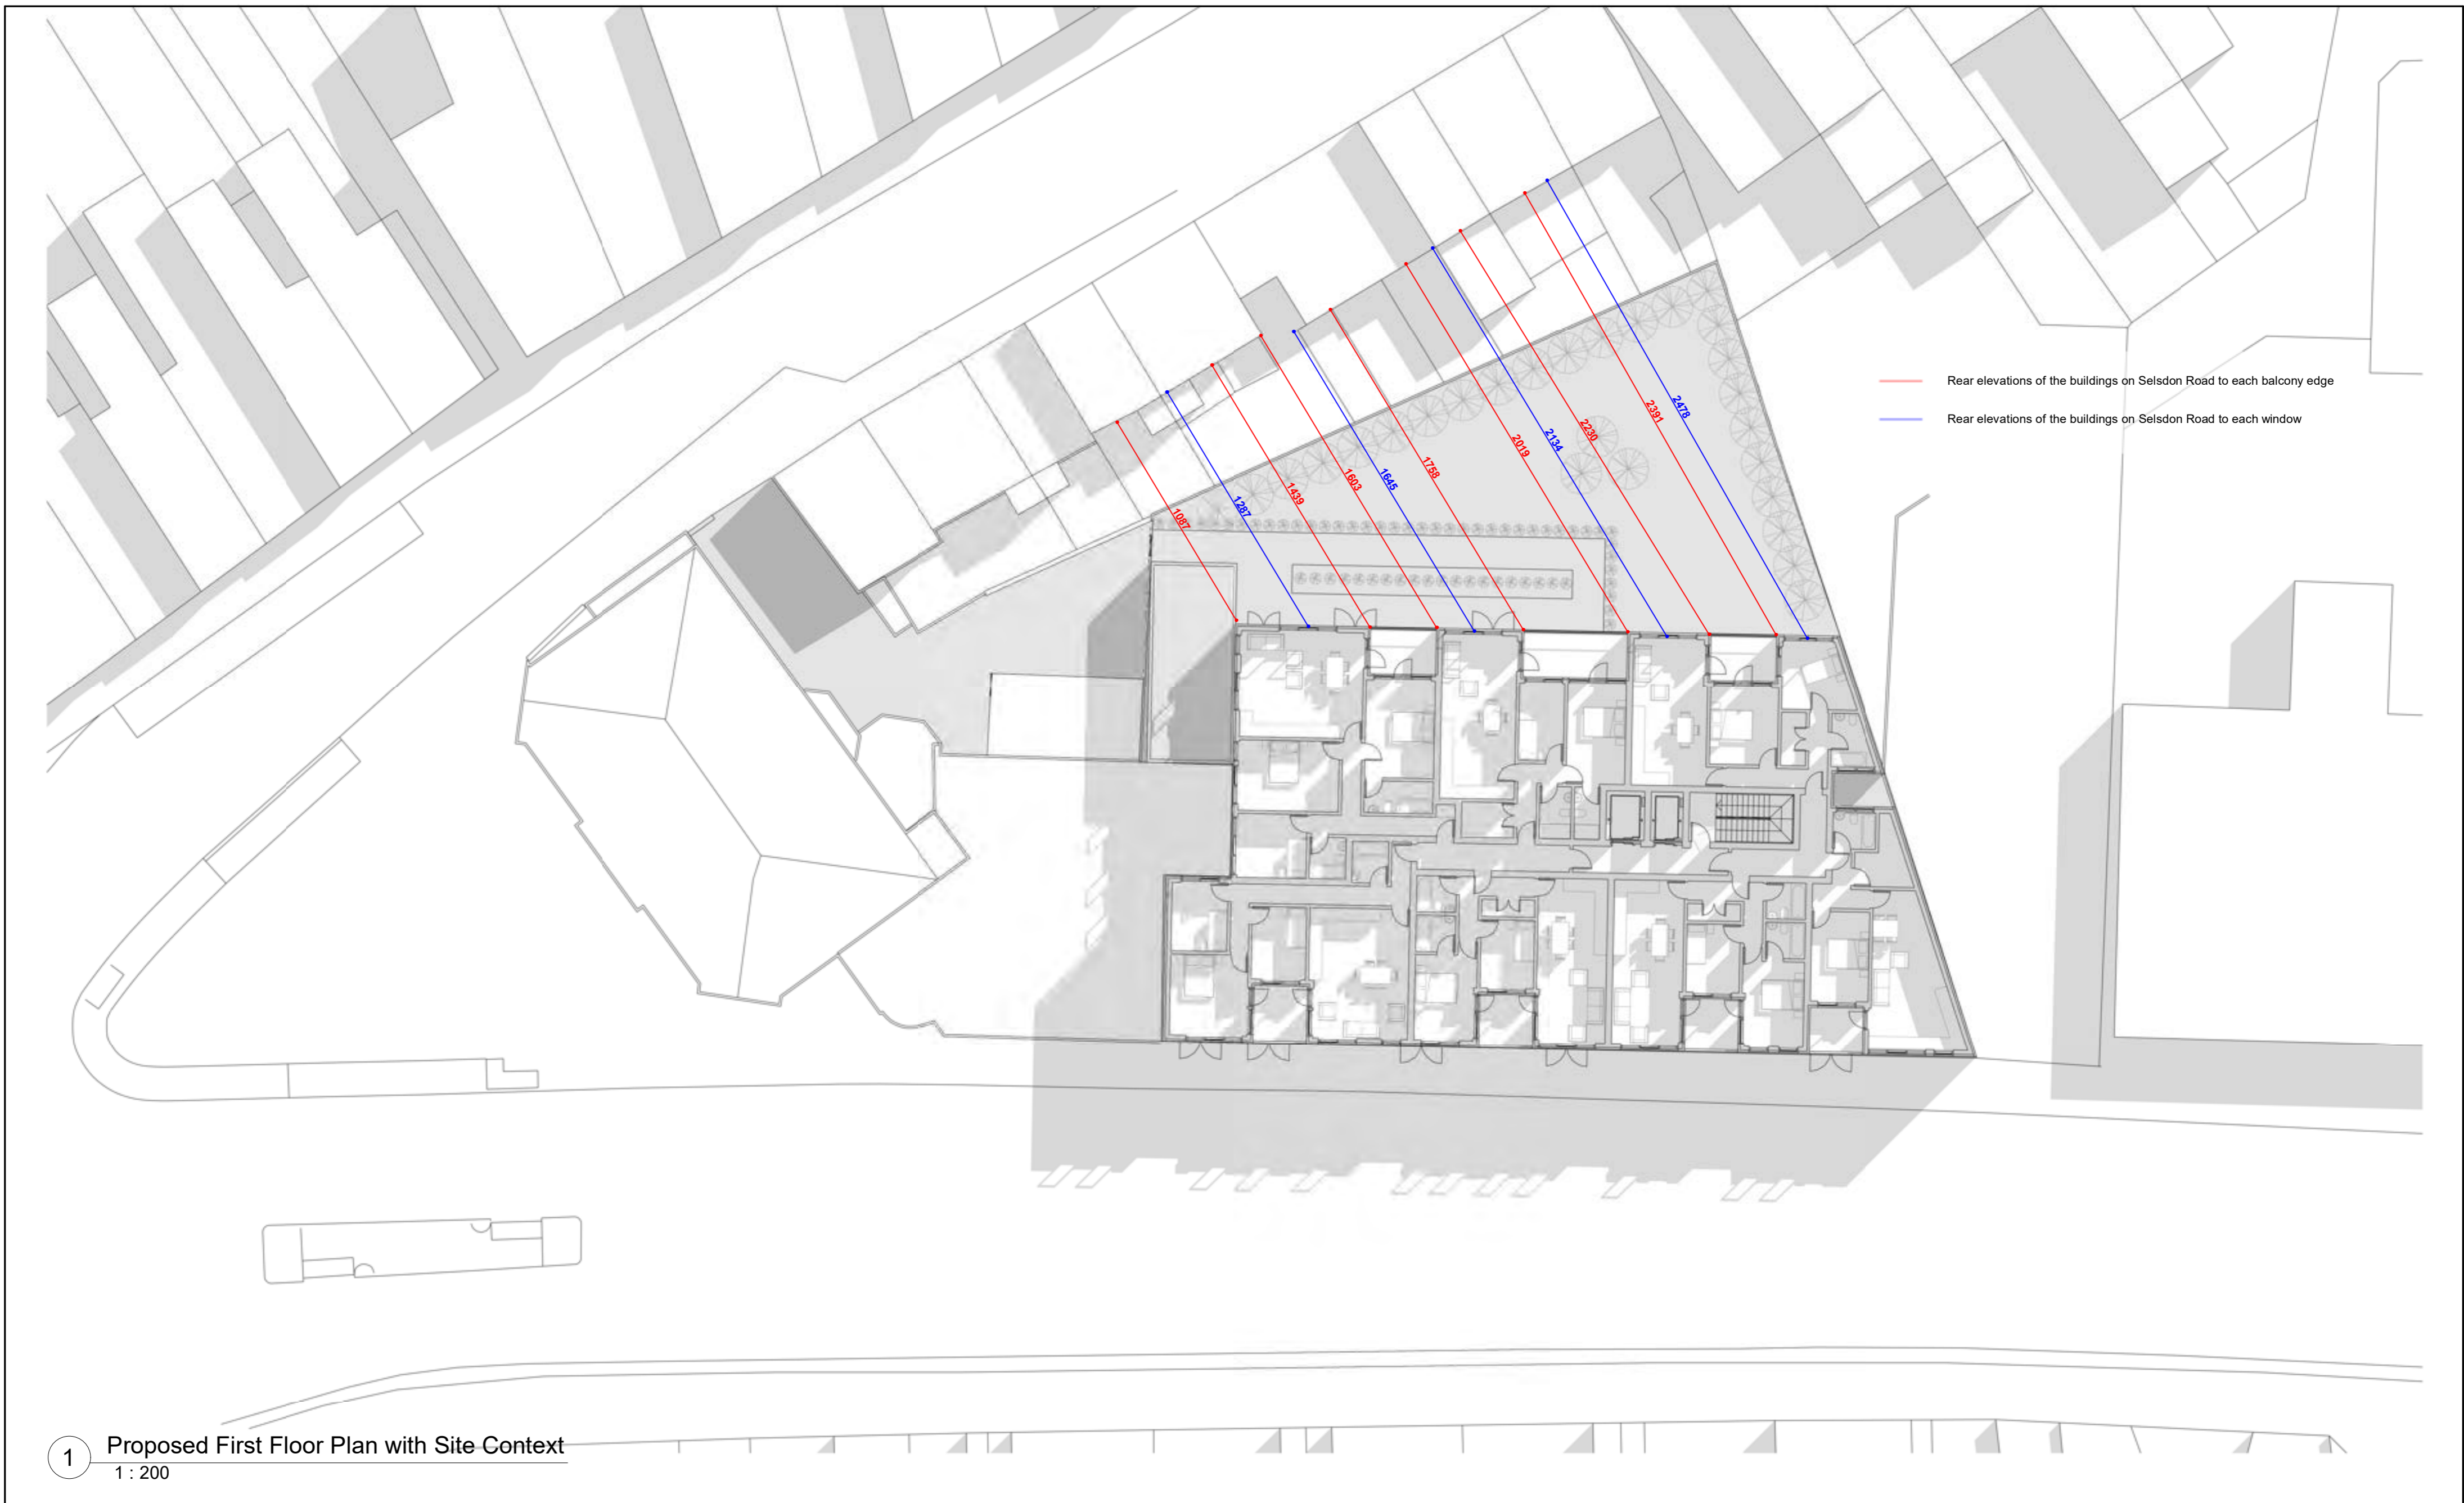 Rear elevations of the buildings on Selsdon Road to each balcony edge
Rear elevations of the buildings on Selsdon Road to each window
1087
1287
1439
1603
1645
1758
2019
2134
2230
2391
2478
1 Proposed First Floor Plan with Site Context
1 : 200